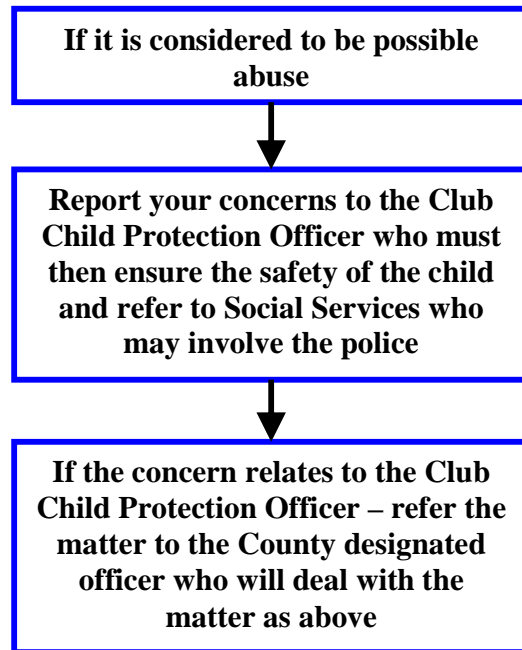 If it is considered to be possible
abuse
Report your concerns to the Club
Child Protection Officer who must
then ensure the safety of the child
and refer to Social Services who
may involve the police
If the concern relates to the Club
Child Protection Officer – refer the
matter to the County designated
officer who will deal with the
matter as above